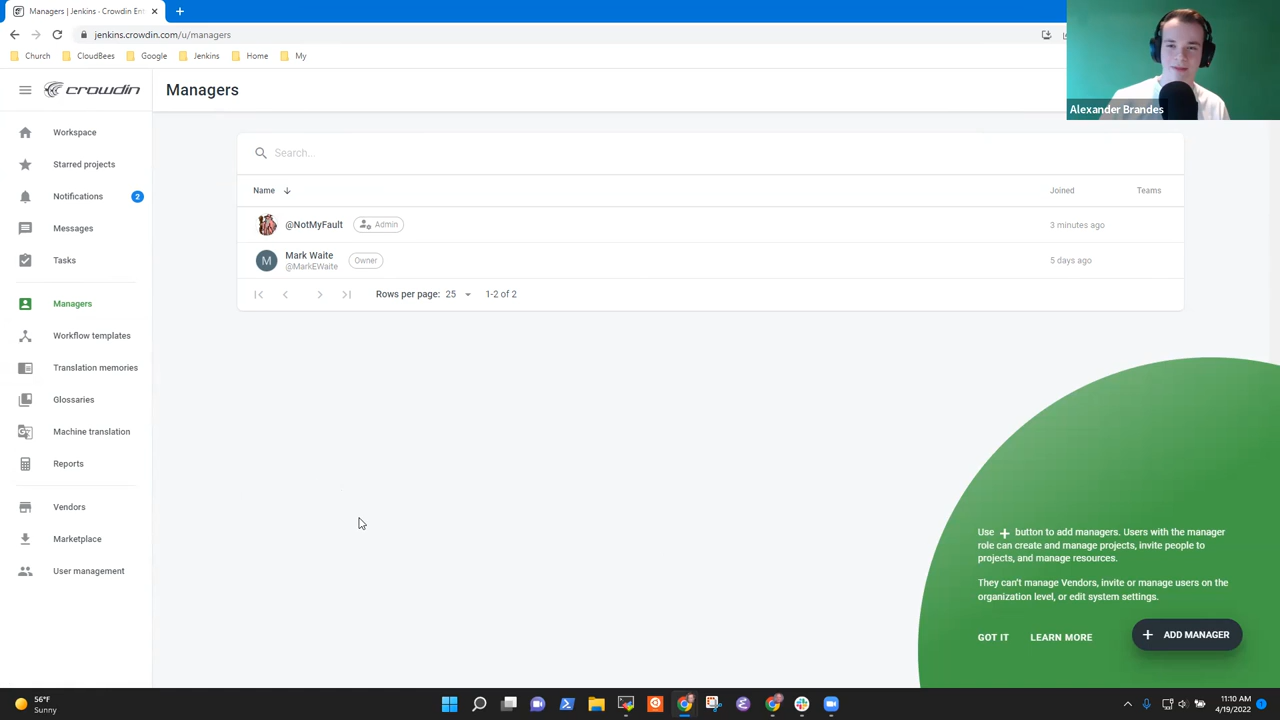 Managers | Jenkins - Crowdin Ent
jenkins.crowdin.com/u/managers
Church
CloudBees
Google
Jenkins
Home
My
Alexander Brandes
crowdin
Managers
Workspace
Starred projects
Notifications
2
Messages
Tasks
Managers
Workflow templates
Translation memories
Glossaries
Machine translation
Reports
Vendors
Marketplace
User management
Search...
Name
Joined
Teams
@NotMyFault
Admin
3 minutes ago
M
Mark Waite
@MarkEWaite
Owner
5 days ago
Rows per page: 25
1-2 of 2
Use + button to add managers. Users with the manager
role can create and manage projects, invite people to
projects, and manage resources.
They can't manage Vendors, invite or manage users on the
organization level, or edit system settings.
GOT IT
LEARN MORE
ADD MANAGER
56°F
Sunny
11:10 AM
4/19/2022